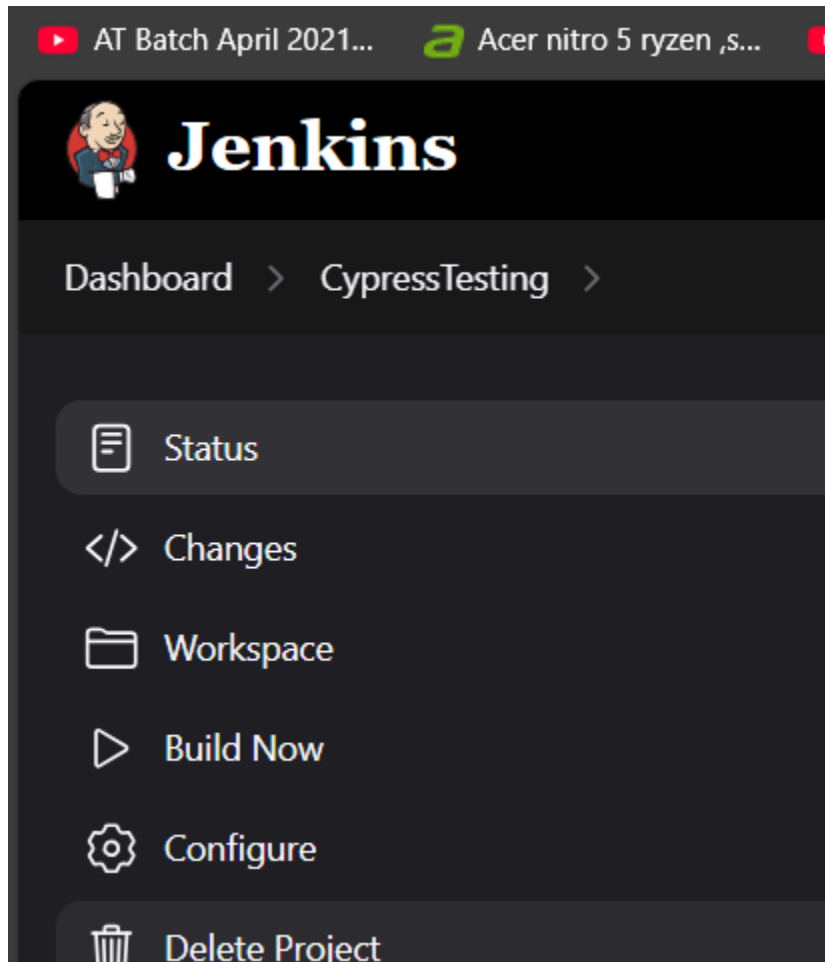 AT Batch April 2021... Acer nitro 5 ryzen ,s...
Jenkins
Dashboard > CypressTesting >
Status
</> Changes
Workspace
Build Now
Configure
Delete Project